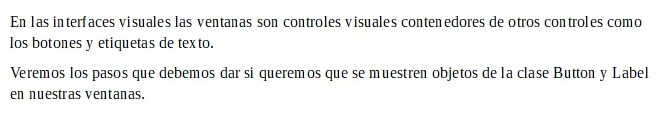 En las interfaces visuales las ventanas son controles visuales contenedores de otros controles como
los botones y etiquetas de texto.
Veremos los pasos que debemos dar si queremos que se muestren objetos de la clase Button y Label
en nuestras ventanas.